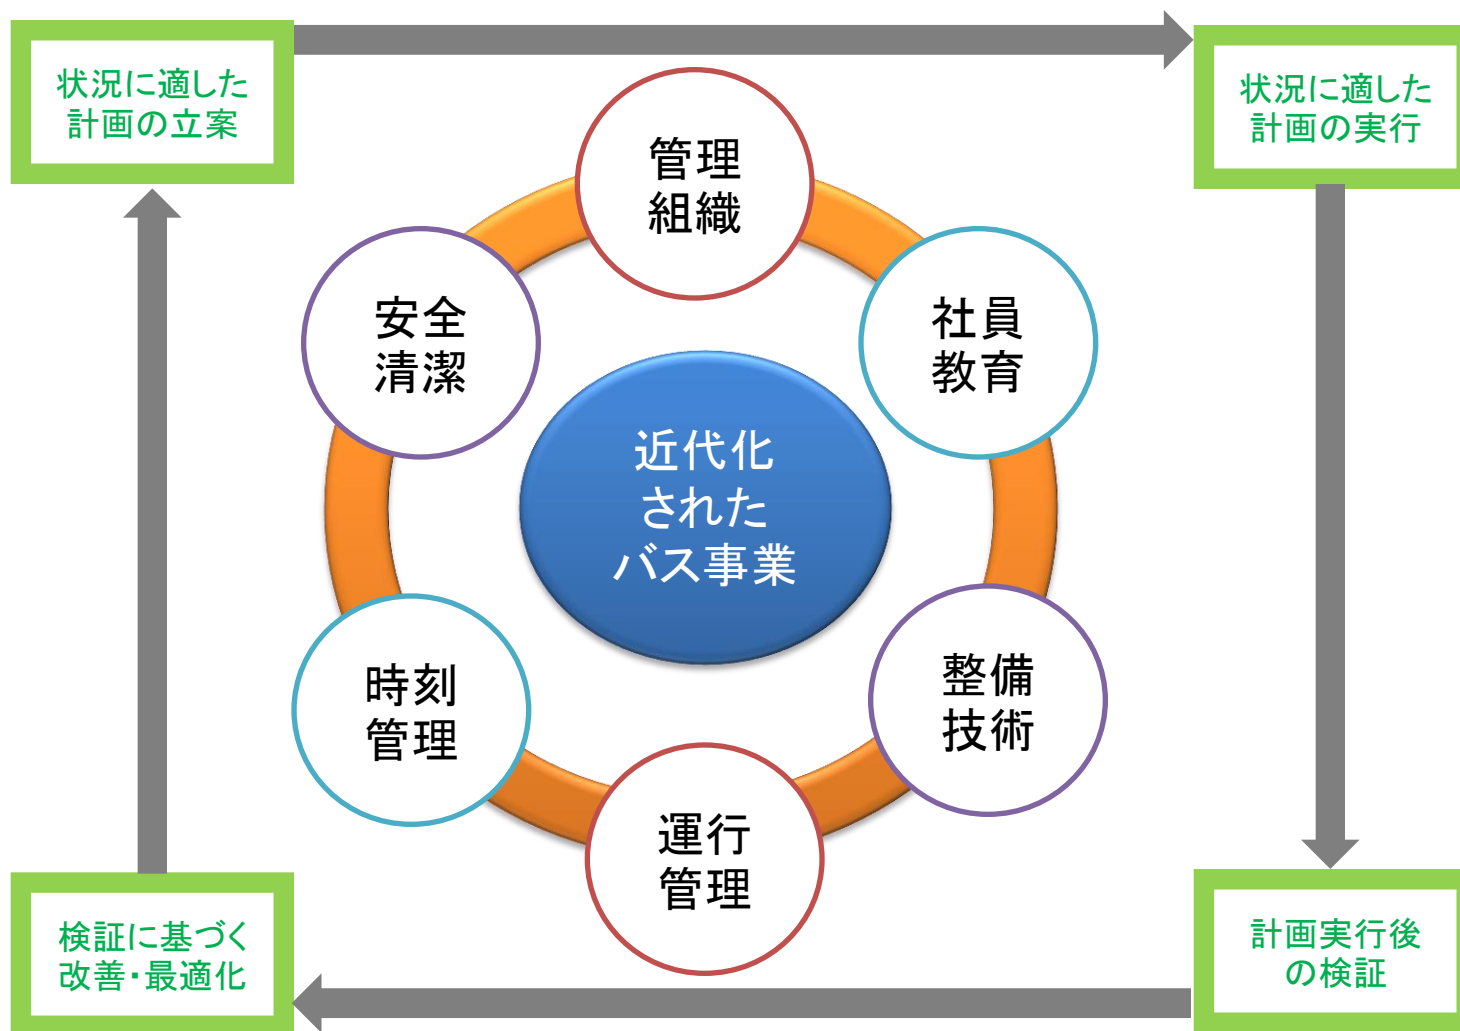 状況に適した
計画の立案
状況に適した
計画の実行
管理
組織
安全
清潔
社員
教育
近代化
された
バス事業
時刻
管理
整備
技術
運行
管理
検証に基づく
改善・最適化
計画実行後
の検証